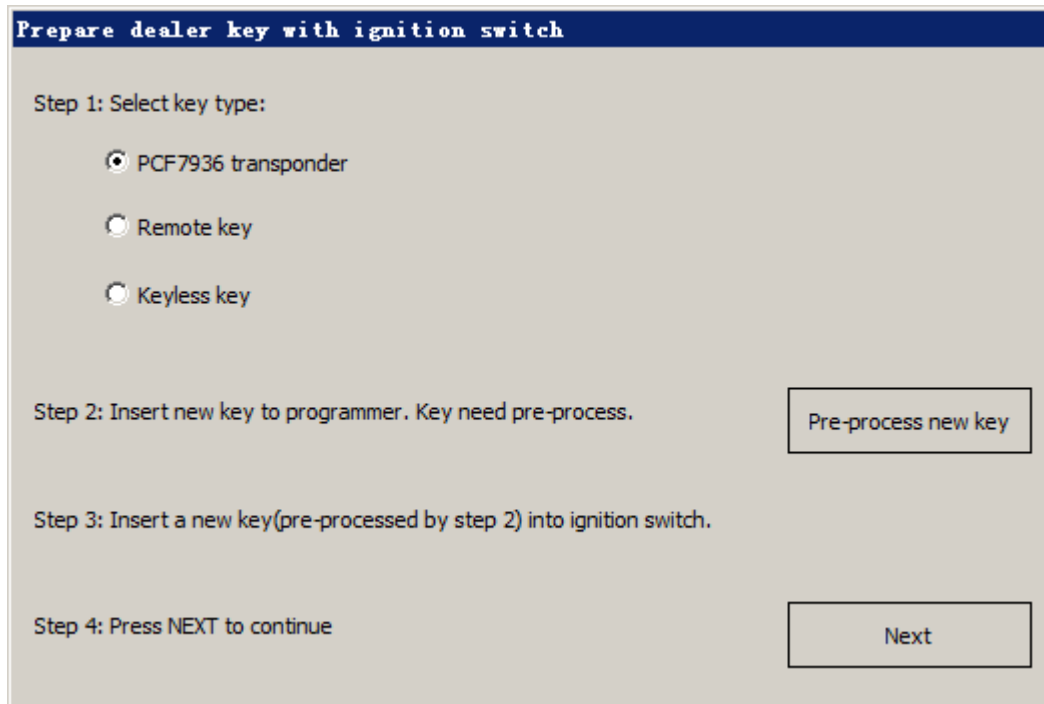 Prepare dealer key with ignition switch
Step 1: Select key type:
PCF7936 transponder
Remote key
Keyless key
Step 2: Insert new key to programmer. Key need pre-process.
Pre-process new key
Step 3: Insert a new key(pre-processed by step 2) into ignition switch.
Step 4: Press NEXT to continue
Next